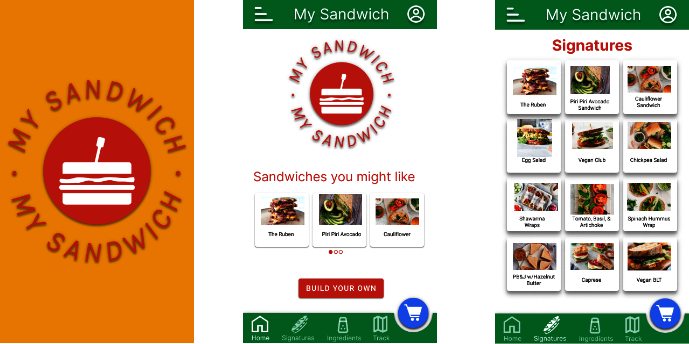 MY SANDWICH
MY SANDWICH
My Sandwich
MY SANDWICH
MY SANDWICH
Sandwiches you might like
The Ruben
Piri Piri Avocado
Cauliflower
BUILD YOUR OWN
Home
Signatures
Ingredients
Track
My Sandwich
Signatures
The Ruben
Piri Piri Avocado
Sandwich
Cauliflower
Sandwich
Egg Salad
Vegan Club
Chickpea Salad
Shawarma
Wraps
Tomato, Basil, &
Artichoke
Spinach Hummus
Wrap
PB&J w/Hazelnut
Butter
Caprese
Vegan BLT
Home
Signatures
Ingredients
Track